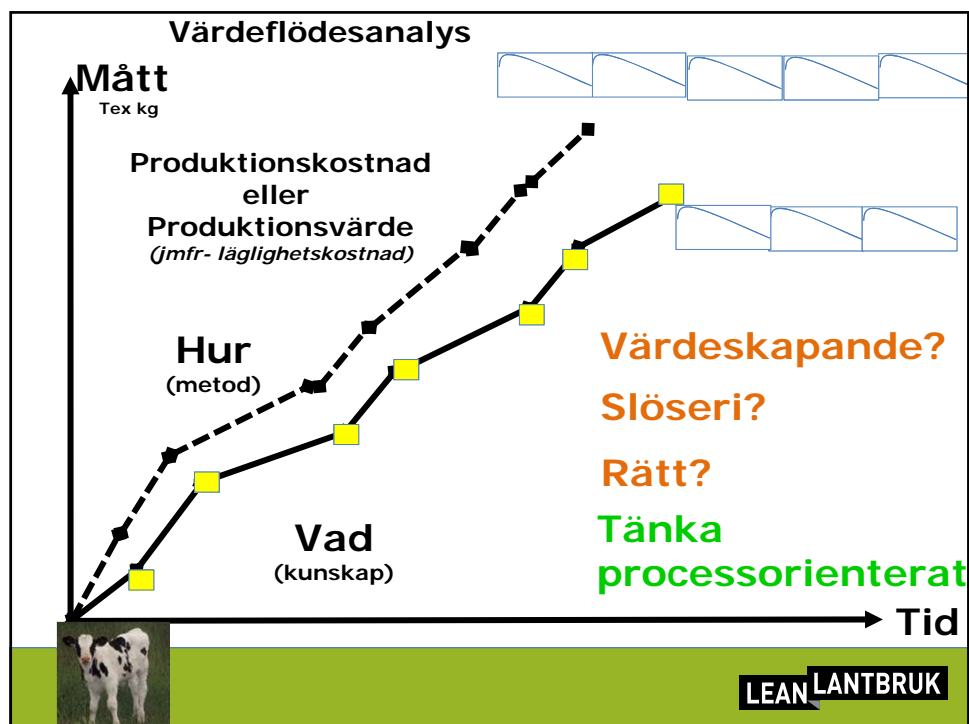 Värdeflödesanalys
Mått
Tex kg
Produktionskostnad
eller
Produktionsvärde
(jmfr- läglighetskostnad)
Hur
(metod)
Värdeskapande?
Slöseri?
Rätt?
Vad
(kunskap)
Tänka
processorienterat
Tid
LEAN LANTBRUK